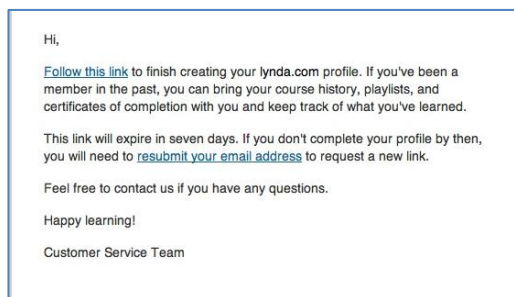 Hi,
Follow this link to finish creating your lynda.com profile. If you've been a
member in the past, you can bring your course history, playlists, and
certificates of completion with you and keep track of what you've learned.
This link will expire in seven days. If you don't complete your profile by then,
you will need to resubmit your email address to request a new link.
Feel free to contact us if you have any questions.
Happy learning!
Customer Service Team